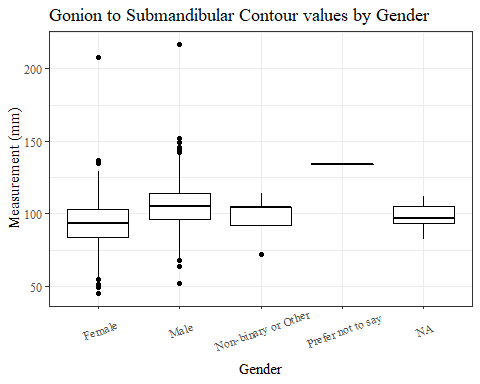 Gonion to Submandibular Contour values by Gender
Measurement (mm)
200
150
100
50
Female
Male
Non-binary or Other
Prefer not to say
NA
Gender